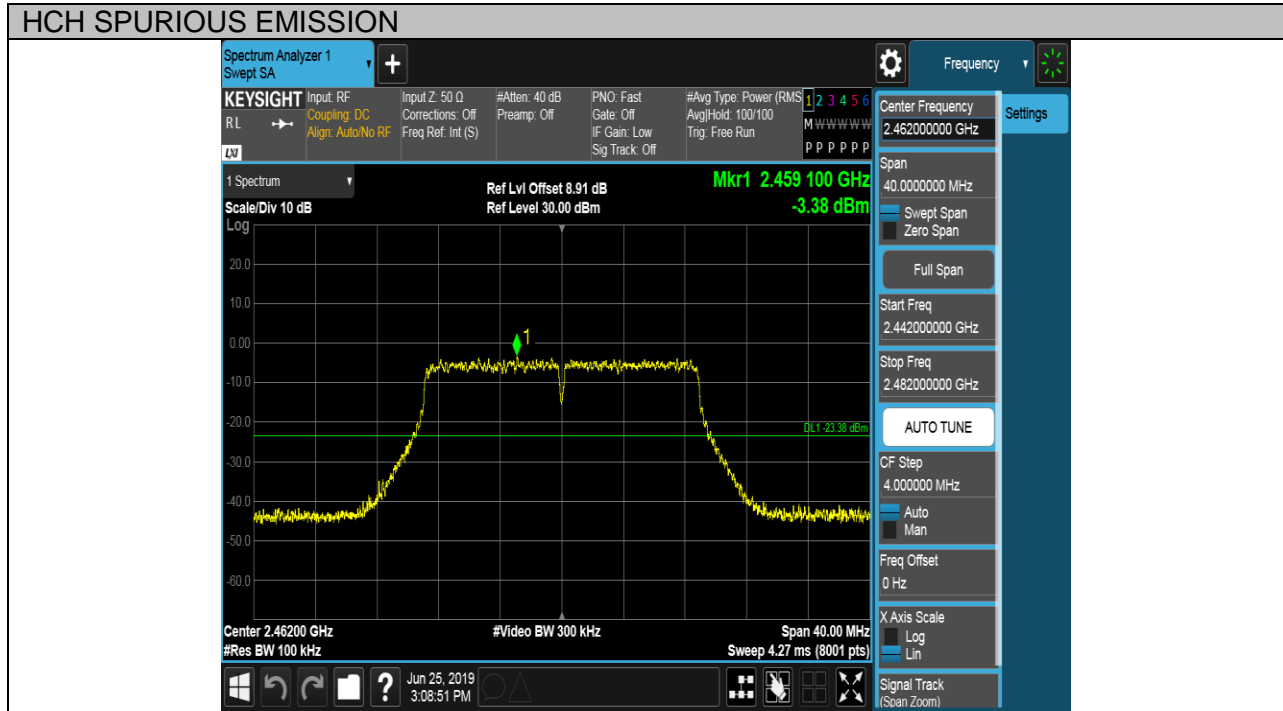 HCH SPURIOUS EMISSION
Spectrum Analyzer 1
Swept SA
+
Frequency
KEYSIGHT
RL
LXI
Input: RF
Coupling: DC
Align: Auto/No RF
Input Z: 50 Ω
Corrections: Off
Freq Ref: Int (S)
#Atten: 40 dB
Preamp: Off
PNO: Fast
Gate: Off
IF Gain: Low
Sig Track: Off
#Avg Type: Power (RMS
Avg|Hold: 100/100
Trig: Free Run
1 2 3 4 5 6
M W W W W W
P P P P P P
1 Spectrum
Scale/Div 10 dB
Ref Lvl Offset 8.91 dB
Ref Level 30.00 dBm
Mkr1 2.459 100 GHz
-3.38 dBm
Log
20.0
10.0
0.00
-10.0
-20.0
-30.0
-40.0
-50.0
-60.0
1
DL1 -23.38 dBm
Center 2.46200 GHz
#Res BW 100 kHz
#Video BW 300 kHz
Span 40.00 MHz
Sweep 4.27 ms (8001 pts)
Center Frequency
2.462000000 GHz
Settings
Span
40.0000000 MHz
Swept Span
Zero Span
Full Span
Start Freq
2.442000000 GHz
Stop Freq
2.482000000 GHz
AUTO TUNE
CF Step
4.000000 MHz
Auto
Man
Freq Offset
0 Hz
X Axis Scale
Log
Lin
Signal Track
(Span Zoom)
?
Jun 25, 2019
3:08:51 PM